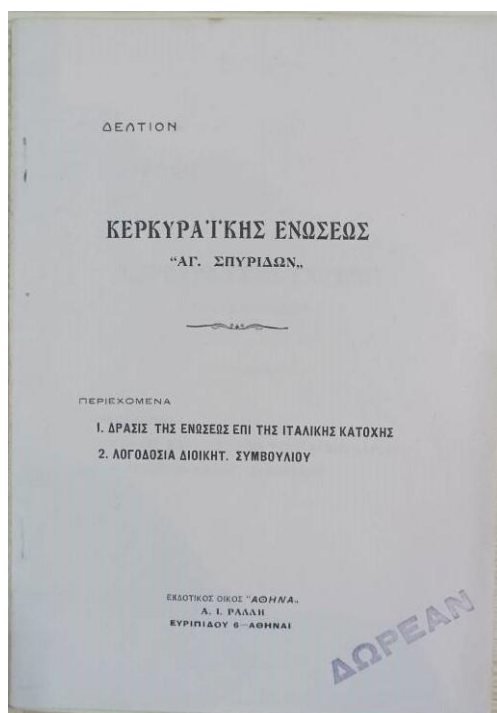 ΔΕΛΤΙΟΝ
ΚΕΡΚΥΡΑΪΚΗΣ ΕΝΩΣΕΩΣ
“ΑΓ. ΣΠΥΡΙΔΩΝ„
ΠΕΡΙΕΧΟΜΕΝΑ
1. ΔΡΑΣΙΣ ΤΗΣ ΕΝΩΣΕΩΣ ΕΠΙ ΤΗΣ ΙΤΑΛΙΚΗΣ ΚΑΤΟΧΗΣ
2. ΛΟΓΟΔΟΣΙΑ ΔΙΟΙΚΗΤ. ΣΥΜΒΟΥΛΙΟΥ
ΕΚΔΟΤΙΚΟΣ ΟΙΚΟΣ “ΑΘΗΝΑ„
Α. Ι. ΡΑΛΛΗ
ΕΥΡΙΠΙΔΟΥ 6—ΑΘΗΝΑΙ
ΔΩΡΕΑΝ